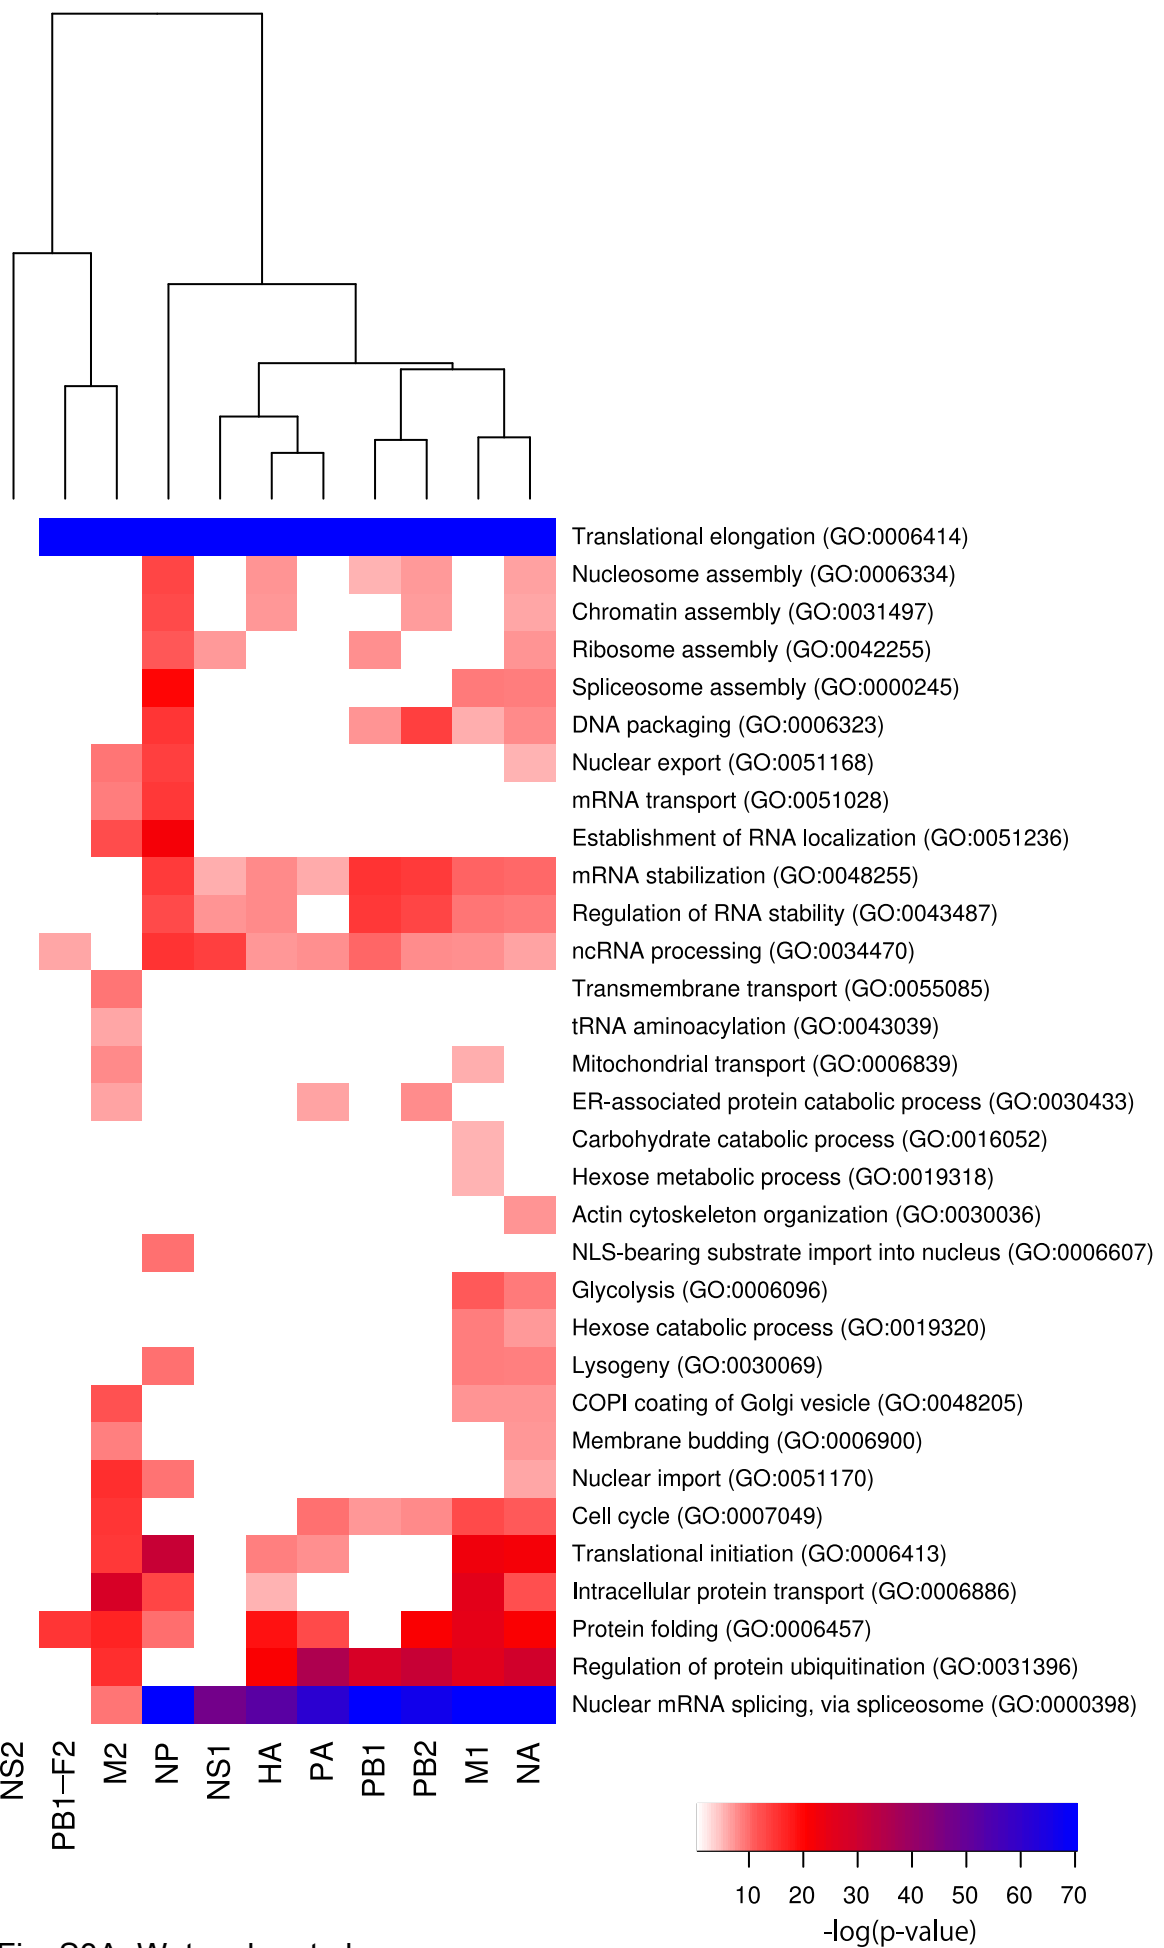 Translational elongation (GO:0006414)
Nucleosome assembly (GO:0006334)
Chromatin assembly (GO:0031497)
Ribosome assembly (GO:0042255)
Spliceosome assembly (GO:0000245)
DNA packaging (GO:0006323)
Nuclear export (GO:0051168)
mRNA transport (GO:0051028)
Establishment of RNA localization (GO:0051236)
mRNA stabilization (GO:0048255)
Regulation of RNA stability (GO:0043487)
ncRNA processing (GO:0034470)
Transmembrane transport (GO:0055085)
tRNA aminoacylation (GO:0043039)
Mitochondrial transport (GO:0006839)
ER-associated protein catabolic process (GO:0030433)
Carbohydrate catabolic process (GO:0016052)
Hexose metabolic process (GO:0019318)
Actin cytoskeleton organization (GO:0030036)
NLS-bearing substrate import into nucleus (GO:0006607)
Glycolysis (GO:0006096)
Hexose catabolic process (GO:0019320)
Lysogeny (GO:0030069)
COPI coating of Golgi vesicle (GO:0048205)
Membrane budding (GO:0006900)
Nuclear import (GO:0051170)
Cell cycle (GO:0007049)
Translational initiation (GO:0006413)
Intracellular protein transport (GO:0006886)
Protein folding (GO:0006457)
Regulation of protein ubiquitination (GO:0031396)
Nuclear mRNA splicing, via spliceosome (GO:0000398)
NS2
PB1−F2
M2
NP
NS1
HA
PA
PB1
PB2
M1
NA
10 20 30 40 50 60 70
-log(p-value)